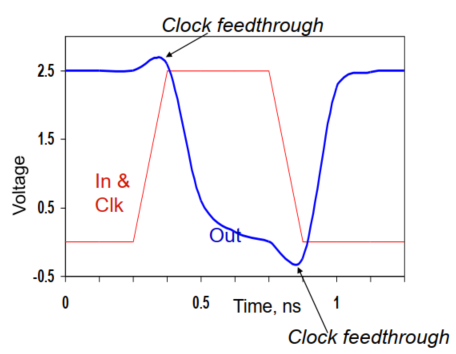 Clock feedthrough
2.5
1.5
0.5
-0.5
Voltage
In &
Clk
Out
0
0.5
1
Time, ns
Clock feedthrough